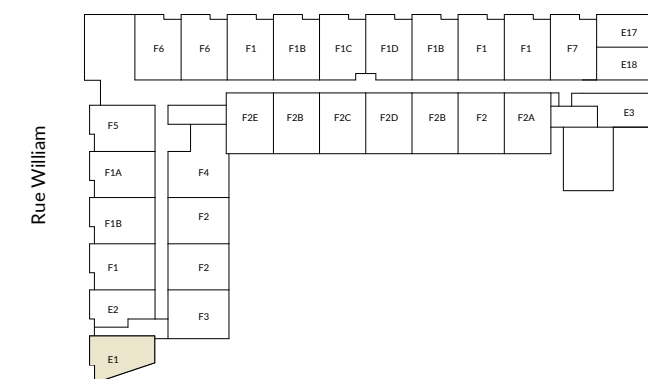 F6 F6 F1 F1B F1C F1D F1B F1 F1 F7 E17
E18
F2E F2B F2C F2D F2B F2 F2A E3
F5
F1A F4
F1B F2
F1 F2
E2 F3
E1
Rue William